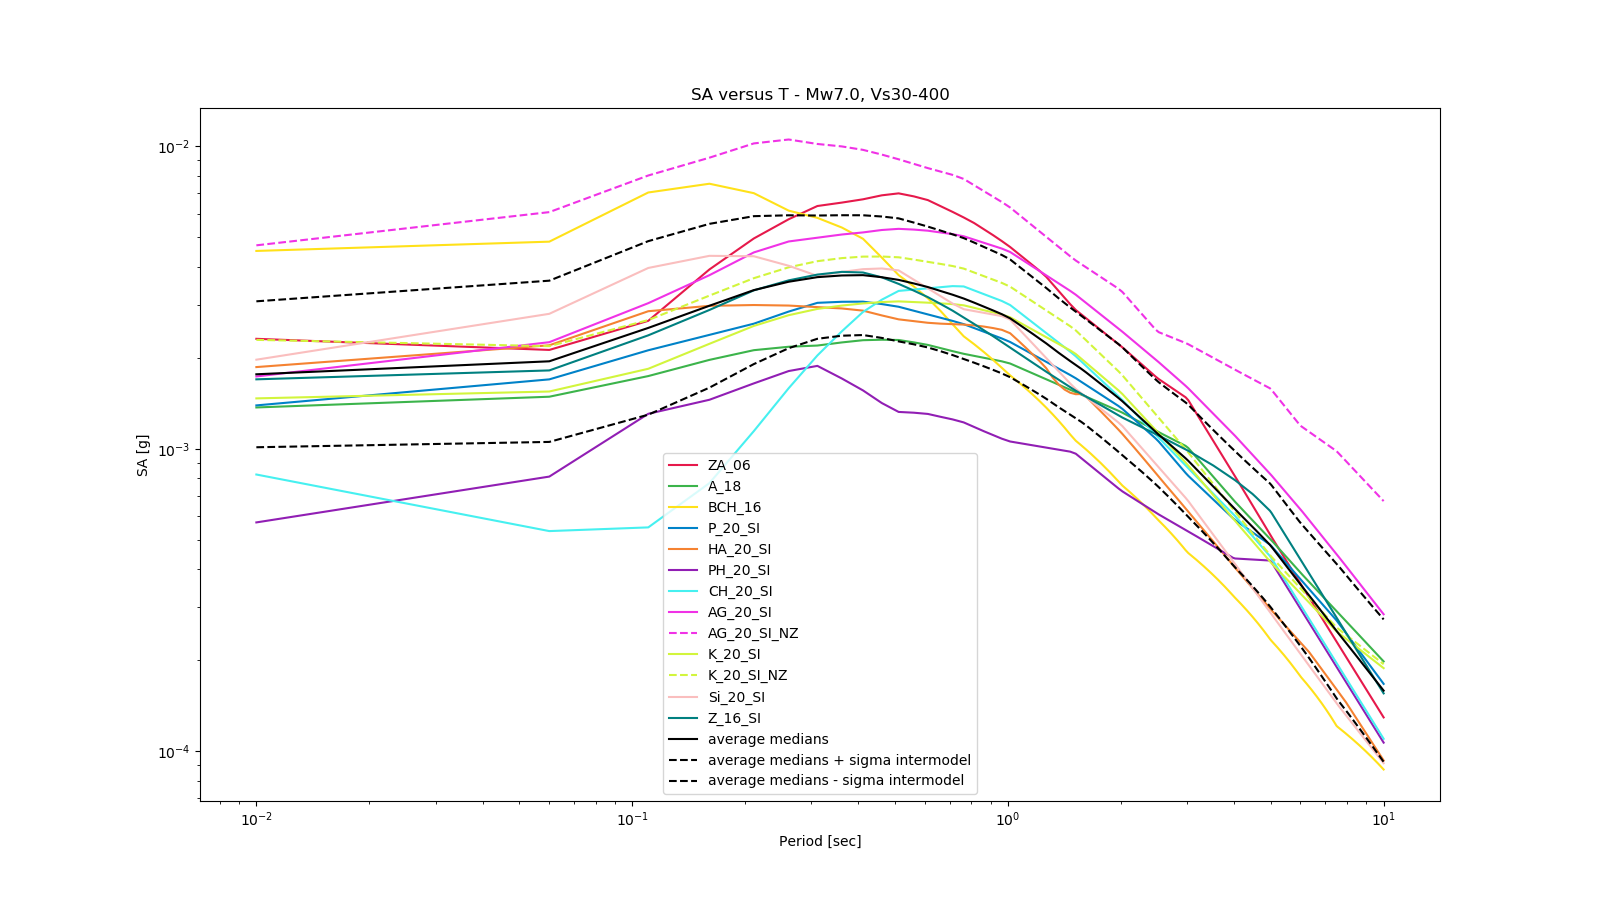 SA versus T - Mw7.0, Vs30-400
10⁻²
10⁻³
10⁻⁴
SA [g]
ZA_06
A_18
BCH_16
P_20_SI
HA_20_SI
PH_20_SI
CH_20_SI
AG_20_SI
AG_20_SI_NZ
K_20_SI
K_20_SI_NZ
Si_20_SI
Z_16_SI
average medians
average medians + sigma intermodel
average medians - sigma intermodel
10⁻² 10⁻¹ 10⁰ 10¹
Period [sec]